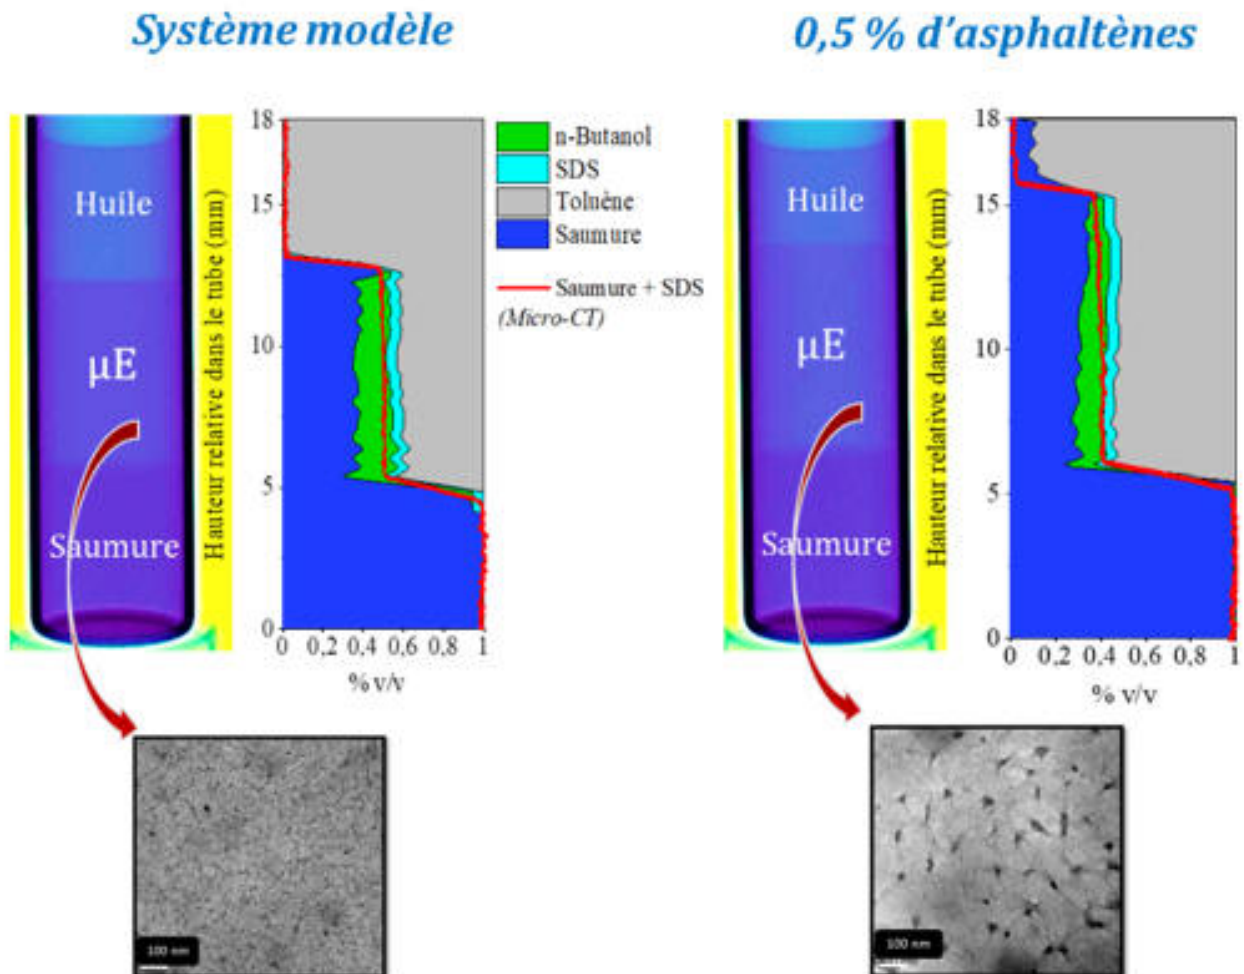 Système modèle
0,5 % d'asphaltènes
Huile
µE
Saumure
Hauteur relative dans le tube (mm)
18
15
10
5
0
0 0,2 0,4 0,6 0,8 1
% v/v
n-Butanol
SDS
Toluène
Saumure
Saumure + SDS
(Micro-CT)
Huile
µE
Saumure
Hauteur relative dans le tube (mm)
18
15
10
5
0
0 0,2 0,4 0,6 0,8 1
% v/v
100 nm
100 nm